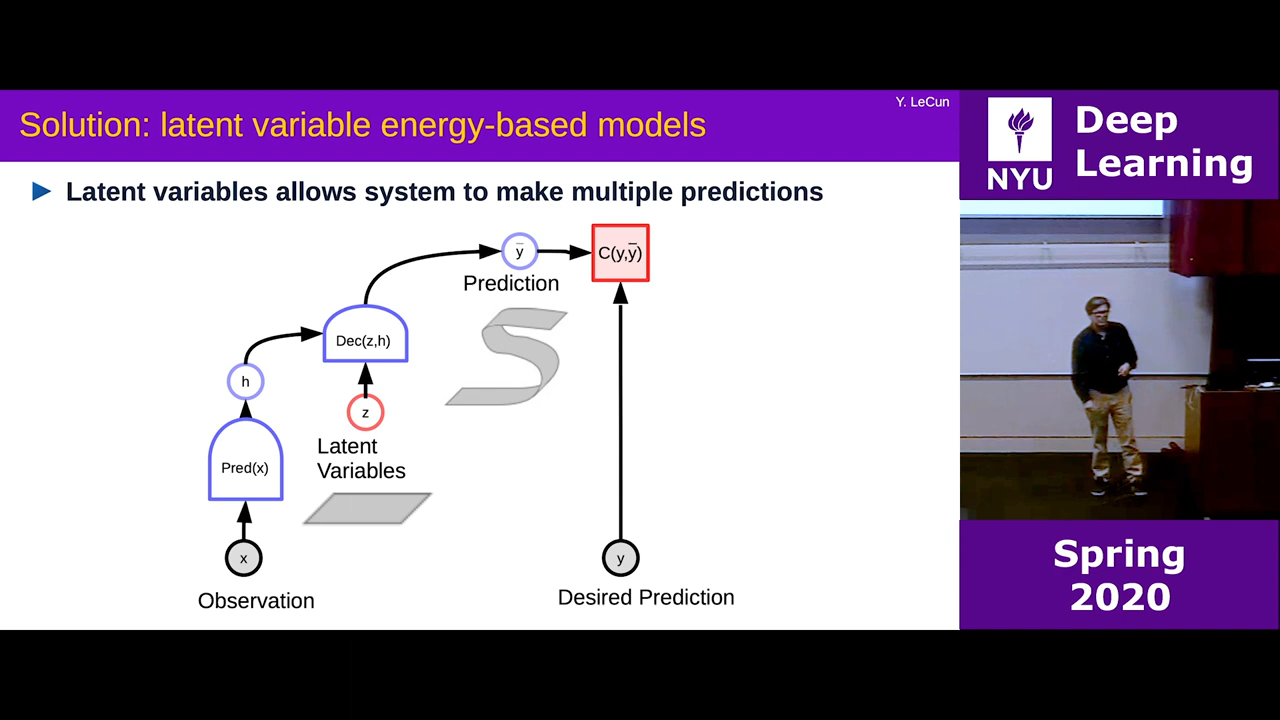 Y. LeCun
Solution: latent variable energy-based models
Latent variables allows system to make multiple predictions
ȳ
C(y,ȳ)
Prediction
Dec(z,h)
h
z
Latent
Variables
Pred(x)
x
y
Observation
Desired Prediction
NYU
Deep
Learning
Spring
2020